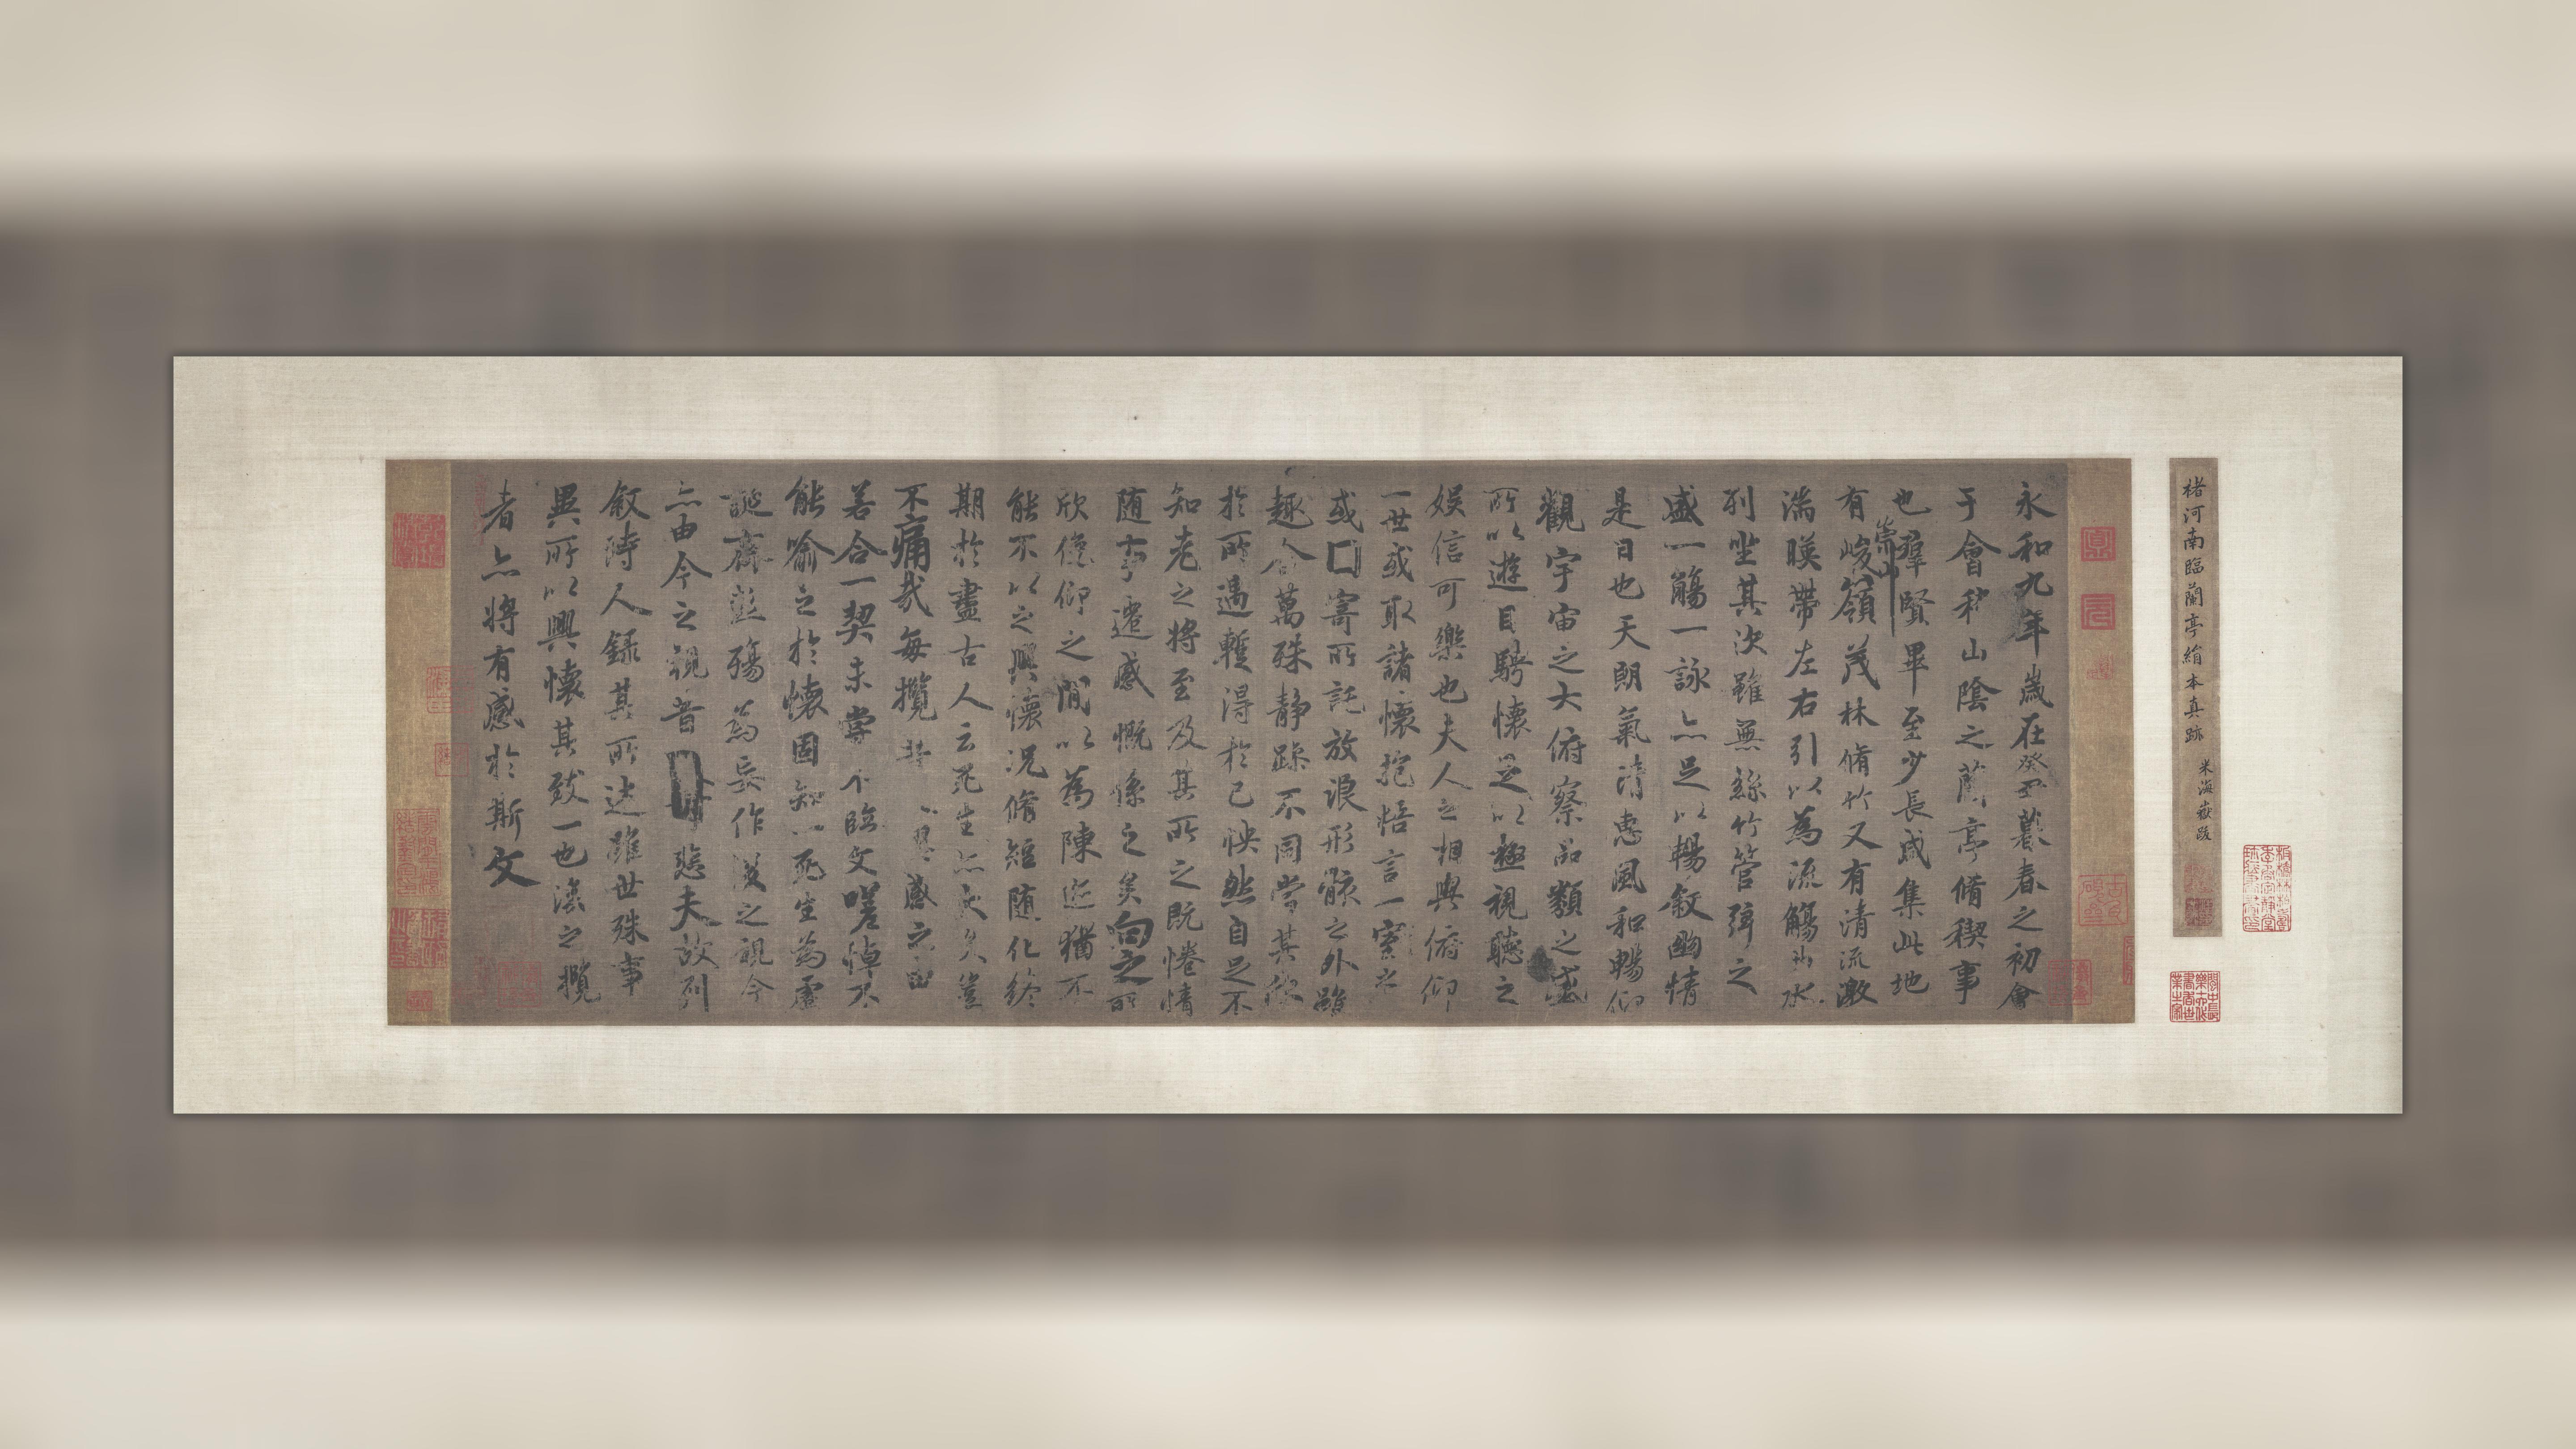 褚河南臨蘭亭絹本真跡
米海嶽跋
永和九年歲在癸丑暮春之初會
于會稽山陰之蘭亭脩禊事
也羣賢畢至少長咸集此地
有崇山峻嶺茂林脩竹又有清流激
湍暎帶左右引以為流觴曲水
列坐其次雖無絲竹管弦之
盛一觴一詠亦足以暢敘幽情
是日也天朗氣清惠風和暢仰
觀宇宙之大俯察品類之盛
所以遊目騁懷足以極視聽之
娛信可樂也夫人之相與俯仰
一世或取諸懷抱悟言一室之
或寄所託放浪形骸之外雖
趣舍萬殊靜躁不同當其欣
於所遇暫得於己怏然自足不
知老之將至及其所之既惓情
隨事遷感慨係之矣向之所
欣俛仰之閒以為陳迹猶不
能不以之興懷況脩短隨化終
期於盡古人云死生亦大矣豈
不痛哉每攬昔人興感之由
若合一契未嘗不臨文嗟悼不
能喻之於懷固知一死生為虛
誕齊彭殤為妄作後之視今
亦由今之視昔悲夫故列
敘時人錄其所述雖世殊事
異所以興懷其致一也後之攬
者亦將有感於斯文